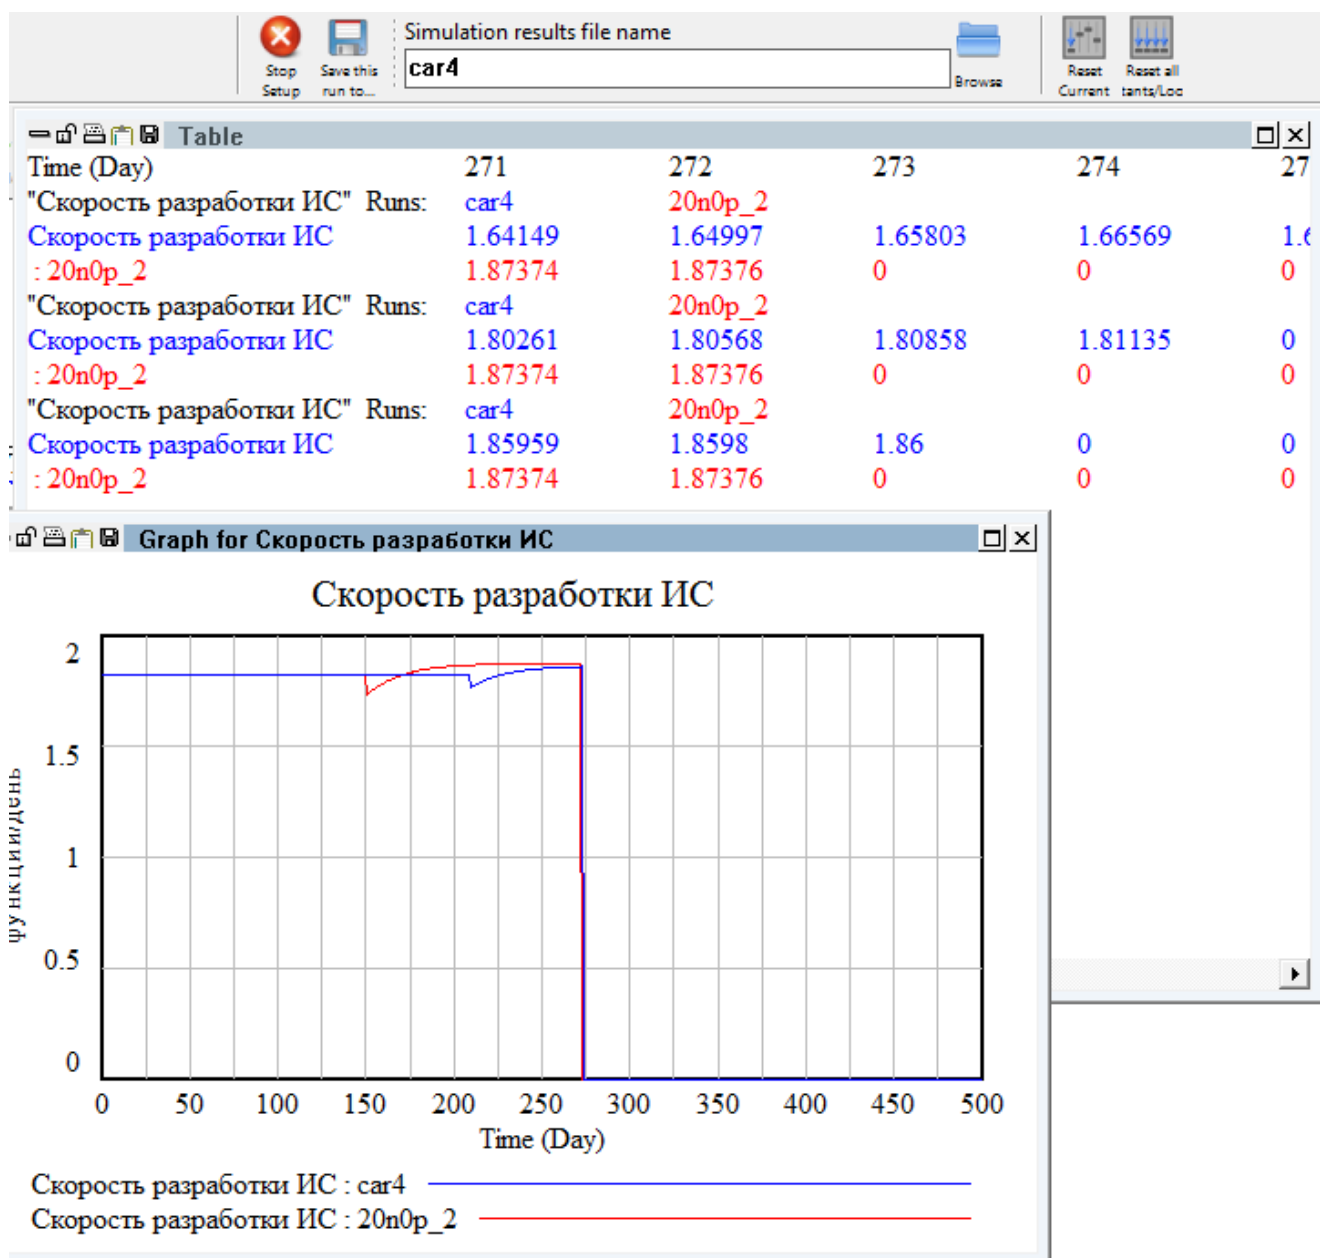 Simulation results file name
car4
Stop Setup
Save this run to...
Browse
Reset Current
Reset all tants/Loc
Table
Time (Day) 271 272 273 274 27
"Скорость разработки ИС" Runs: car4 20n0p_2
Скорость разработки ИС 1.64149 1.64997 1.65803 1.66569 1.6
: 20n0p_2 1.87374 1.87376 0 0 0
"Скорость разработки ИС" Runs: car4 20n0p_2
Скорость разработки ИС 1.80261 1.80568 1.80858 1.81135 0
: 20n0p_2 1.87374 1.87376 0 0 0
"Скорость разработки ИС" Runs: car4 20n0p_2
Скорость разработки ИС 1.85959 1.8598 1.86 0 0
: 20n0p_2 1.87374 1.87376 0 0 0
Graph for Скорость разработки ИС
Скорость разработки ИС
2
1.5
1
0.5
0
функции/день
0 50 100 150 200 250 300 350 400 450 500
Time (Day)
Скорость разработки ИС : car4
Скорость разработки ИС : 20n0p_2